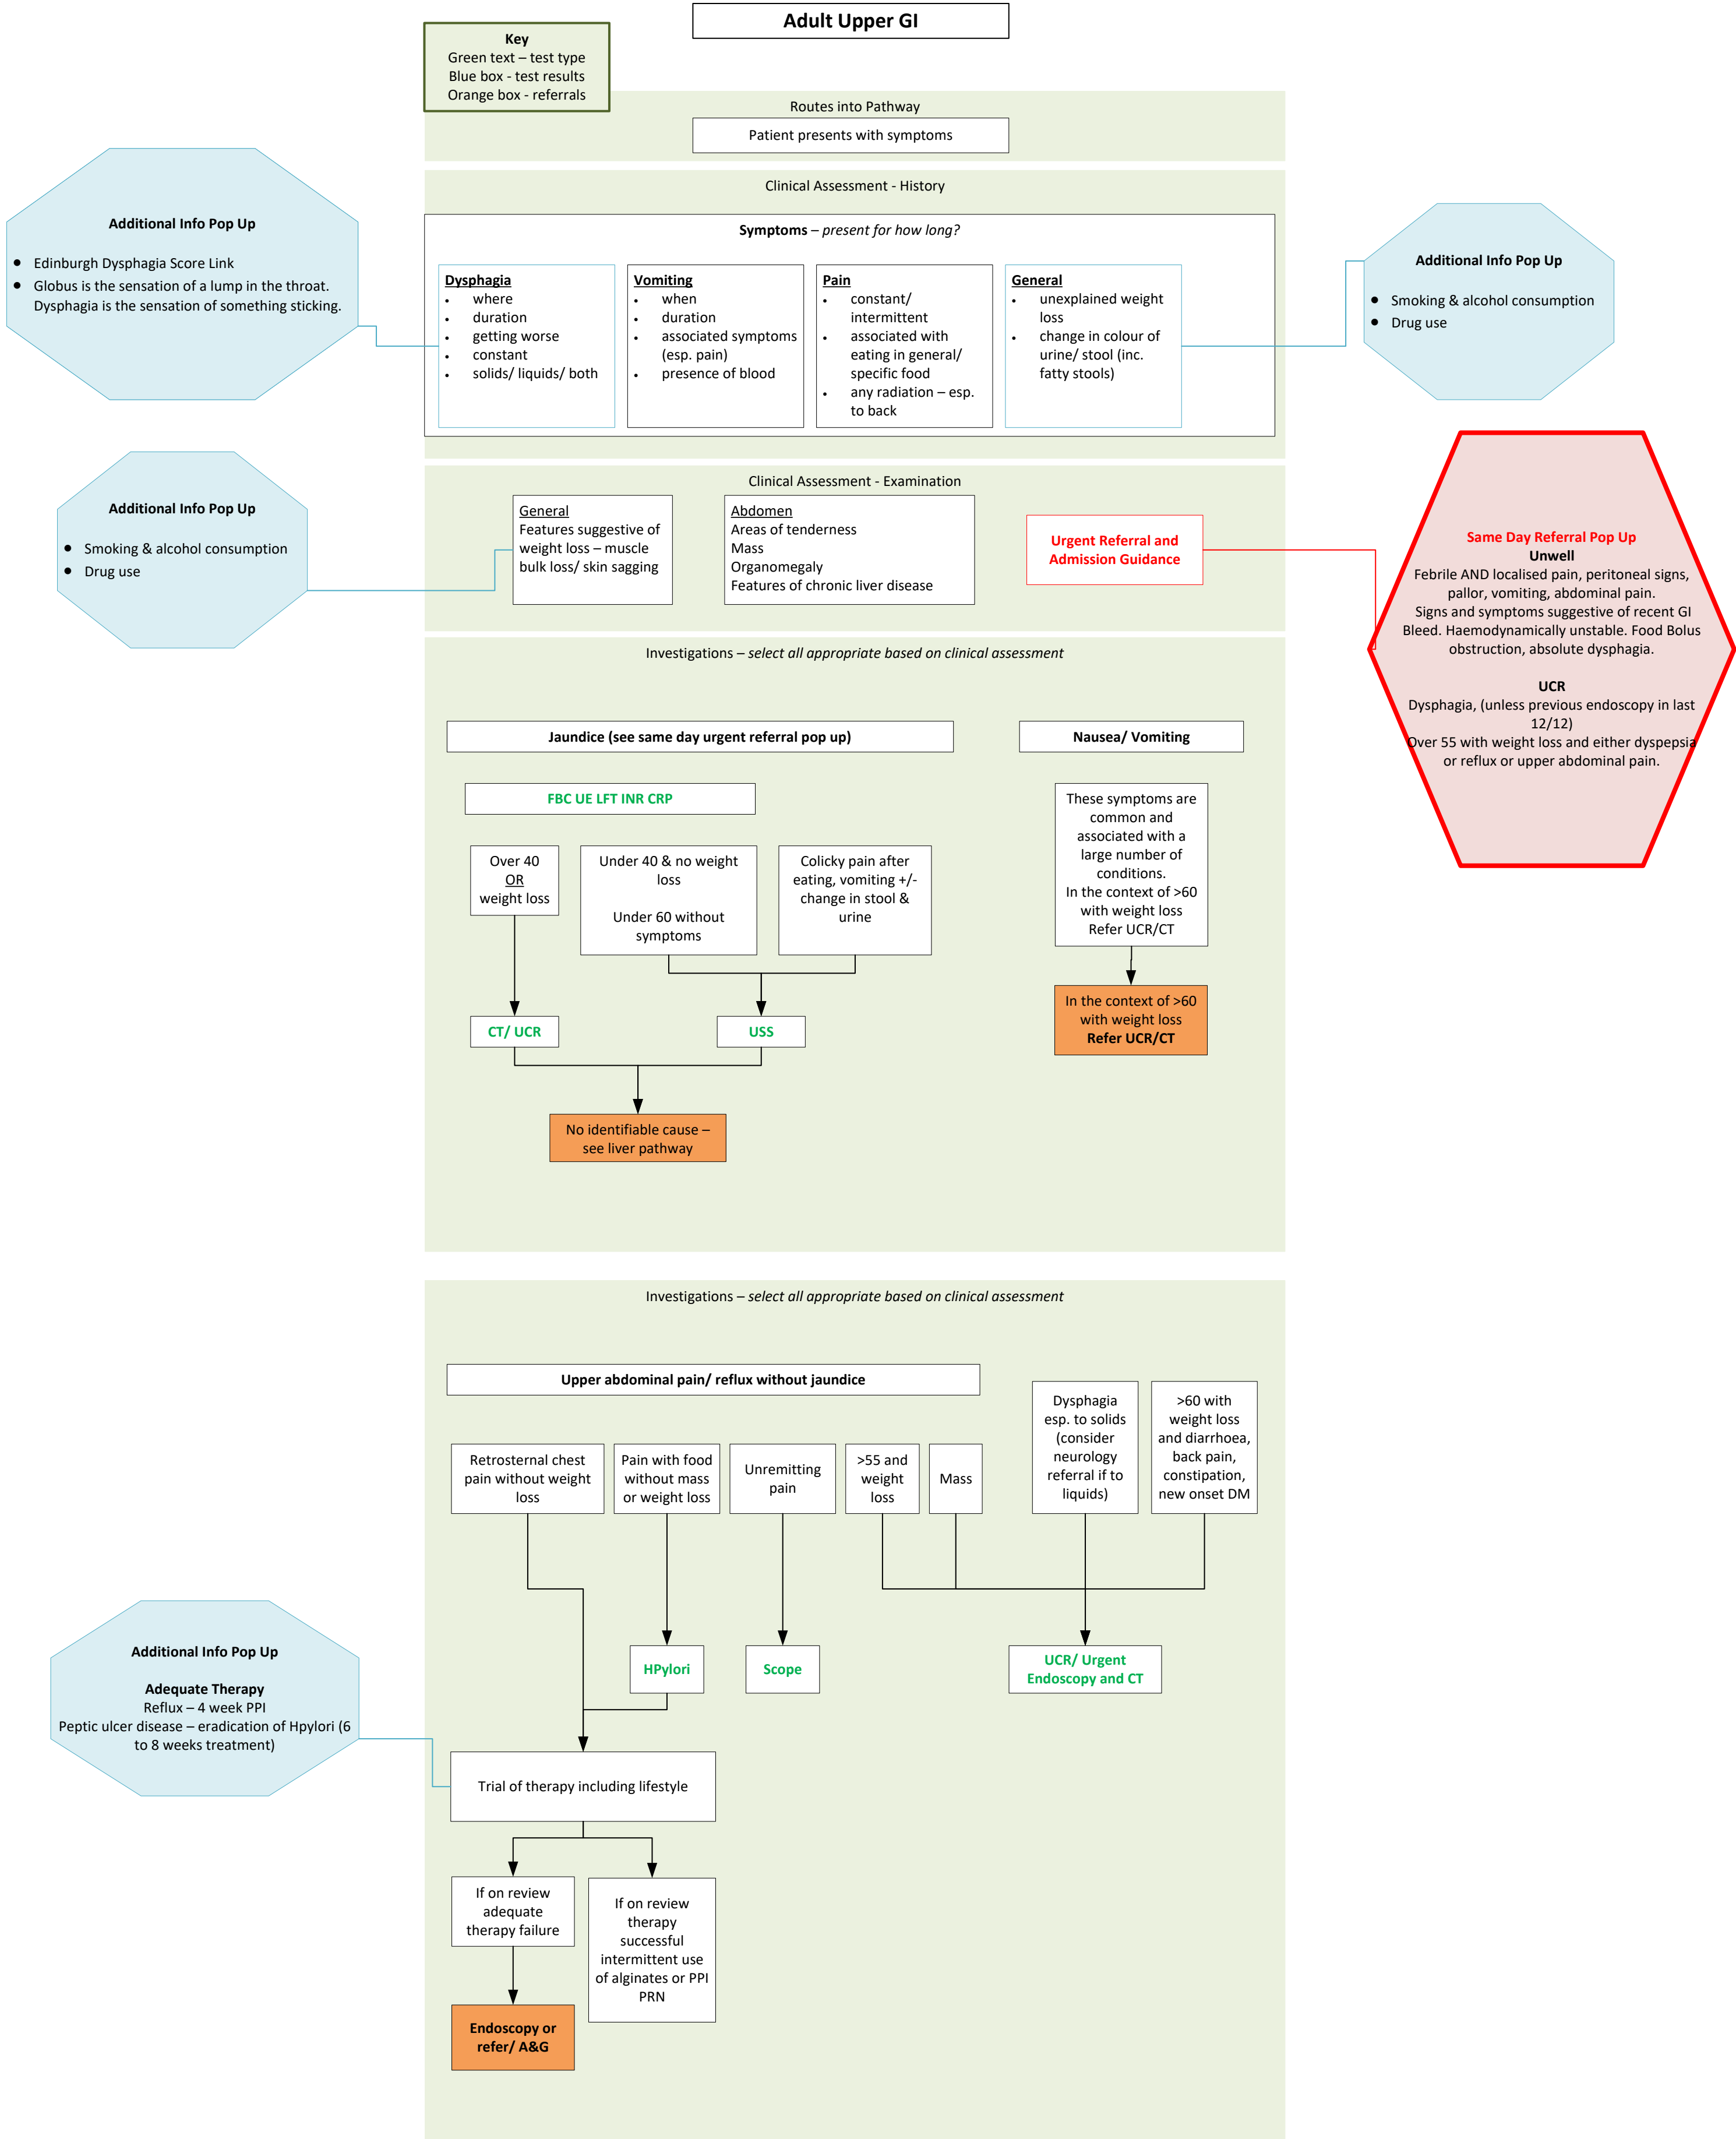 Adult Upper GI
Key
Green text – test type
Blue box - test results
Orange box - referrals
Routes into Pathway
Patient presents with symptoms
Clinical Assessment - History
Symptoms – present for how long?
Additional Info Pop Up
• Edinburgh Dysphagia Score Link
• Globus is the sensation of a lump in the throat.
Dysphagia is the sensation of something sticking.
Dysphagia
• where
• duration
• getting worse
• constant
• solids/ liquids/ both
Vomiting
• when
• duration
• associated symptoms
(esp. pain)
• presence of blood
Pain
• constant/
intermittent
• associated with
eating in general/
specific food
• any radiation – esp.
to back
General
• unexplained weight
loss
• change in colour of
urine/ stool (inc.
fatty stools)
Additional Info Pop Up
• Smoking & alcohol consumption
• Drug use
Clinical Assessment - Examination
Additional Info Pop Up
• Smoking & alcohol consumption
• Drug use
General
Features suggestive of
weight loss – muscle
bulk loss/ skin sagging
Abdomen
Areas of tenderness
Mass
Organomegaly
Features of chronic liver disease
Urgent Referral and
Admission Guidance
Same Day Referral Pop Up
Unwell
Febrile AND localised pain, peritoneal signs,
pallor, vomiting, abdominal pain.
Signs and symptoms suggestive of recent GI
Bleed. Haemodynamically unstable. Food Bolus
obstruction, absolute dysphagia.
UCR
Dysphagia, (unless previous endoscopy in last
12/12)
Over 55 with weight loss and either dyspepsia
or reflux or upper abdominal pain.
Investigations – select all appropriate based on clinical assessment
Jaundice (see same day urgent referral pop up)
FBC UE LFT INR CRP
Over 40
OR
weight loss
Under 40 & no weight
loss
Under 60 without
symptoms
Colicky pain after
eating, vomiting +/-
change in stool &
urine
CT/ UCR
USS
No identifiable cause –
see liver pathway
Nausea/ Vomiting
These symptoms are
common and
associated with a
large number of
conditions.
In the context of >60
with weight loss
Refer UCR/CT
In the context of >60
with weight loss
Refer UCR/CT
Investigations – select all appropriate based on clinical assessment
Upper abdominal pain/ reflux without jaundice
Retrosternal chest
pain without weight
loss
Pain with food
without mass
or weight loss
Unremitting
pain
>55 and
weight
loss
Mass
Dysphagia
esp. to solids
(consider
neurology
referral if to
liquids)
>60 with
weight loss
and diarrhoea,
back pain,
constipation,
new onset DM
HPylori
Scope
UCR/ Urgent
Endoscopy and CT
Additional Info Pop Up
Adequate Therapy
Reflux – 4 week PPI
Peptic ulcer disease – eradication of Hpylori (6
to 8 weeks treatment)
Trial of therapy including lifestyle
If on review
adequate
therapy failure
If on review
therapy
successful
intermittent use
of alginates or PPI
PRN
Endoscopy or
refer/ A&G